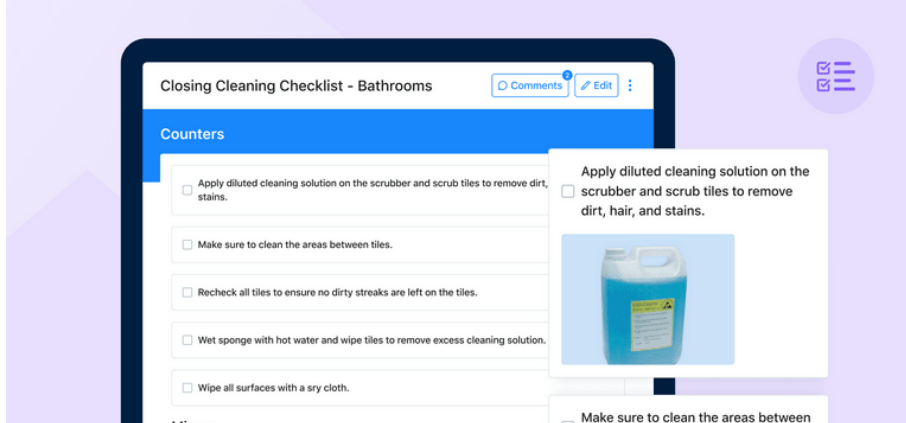 Closing Cleaning Checklist - Bathrooms
Comments
2
Edit
Counters
Apply diluted cleaning solution on the scrubber and scrub tiles to remove dirt,
stains.
Make sure to clean the areas between tiles.
Recheck all tiles to ensure no dirty streaks are left on the tiles.
Wet sponge with hot water and wipe tiles to remove excess cleaning solution.
Wipe all surfaces with a sry cloth.
Apply diluted cleaning solution on the
scrubber and scrub tiles to remove
dirt, hair, and stains.
Make sure to clean the areas between